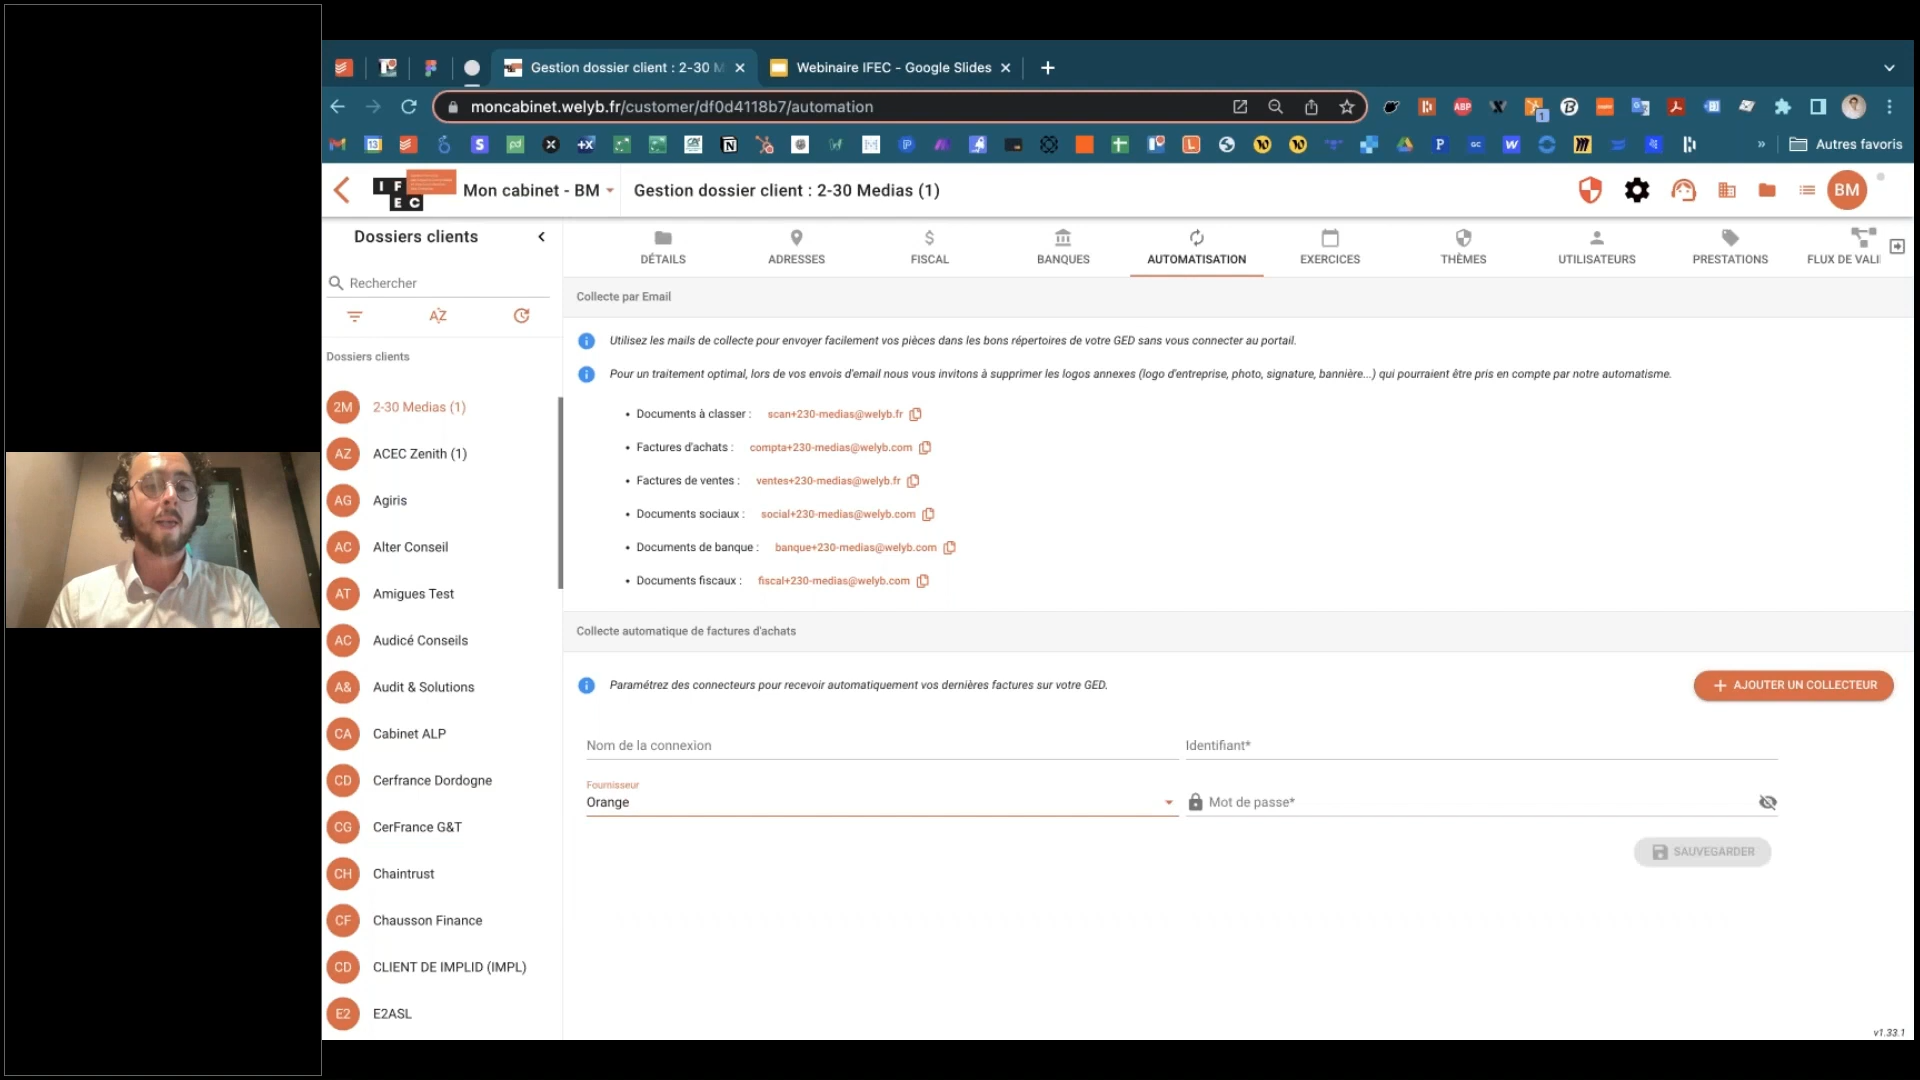 Gestion dossier client : 2-30 M
Webinaire IFEC - Google Slides
moncabinet.welyb.fr/customer/df0d4118b7/automation
Autres favoris
IF
EC
Mon cabinet - BM
Gestion dossier client : 2-30 Medias (1)
BM
Dossiers clients
DÉTAILS
ADRESSES
FISCAL
BANQUES
AUTOMATISATION
EXERCICES
THÈMES
UTILISATEURS
PRESTATIONS
FLUX DE VALI
Rechercher
AZ
Dossiers clients
2M 2-30 Medias (1)
AZ ACEC Zenith (1)
AG Agiris
AC Alter Conseil
AT Amigues Test
AC Audicé Conseils
A& Audit & Solutions
CA Cabinet ALP
CD Cerfrance Dordogne
CG CerFrance G&T
CH Chaintrust
CF Chausson Finance
CD CLIENT DE IMPLID (IMPL)
E2 E2ASL
Collecte par Email
Utilisez les mails de collecte pour envoyer facilement vos pièces dans les bons répertoires de votre GED sans vous connecter au portail.
Pour un traitement optimal, lors de vos envois d'email nous vous invitons à supprimer les logos annexes (logo d'entreprise, photo, signature, bannière...) qui pourraient être pris en compte par notre automatisme.
• Documents à classer : scan+230-medias@welyb.fr
• Factures d'achats : compta+230-medias@welyb.com
• Factures de ventes : ventes+230-medias@welyb.fr
• Documents sociaux : social+230-medias@welyb.com
• Documents de banque : banque+230-medias@welyb.com
• Documents fiscaux : fiscal+230-medias@welyb.com
Collecte automatique de factures d'achats
Paramétrez des connecteurs pour recevoir automatiquement vos dernières factures sur votre GED.
+ AJOUTER UN COLLECTEUR
Nom de la connexion
Identifiant*
Fournisseur
Orange
Mot de passe*
SAUVEGARDER
v1.33.1